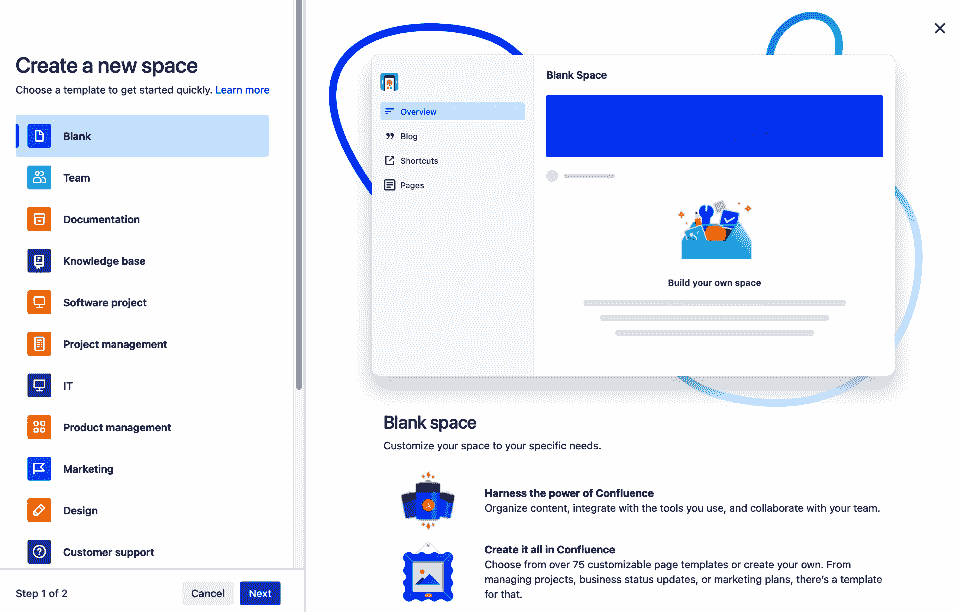 Create a new space
Choose a template to get started quickly. Learn more
Blank
Team
Documentation
Knowledge base
Software project
Project management
IT
Product management
Marketing
Design
Customer support
Step 1 of 2
Cancel
Next
Blank Space
Overview
Blog
Shortcuts
Pages
Build your own space
Blank space
Customize your space to your specific needs.
Harness the power of Confluence
Organize content, integrate with the tools you use, and collaborate with your team.
Create it all in Confluence
Choose from over 75 customizable page templates or create your own. From
managing projects, business status updates, or marketing plans, there's a template
for that.